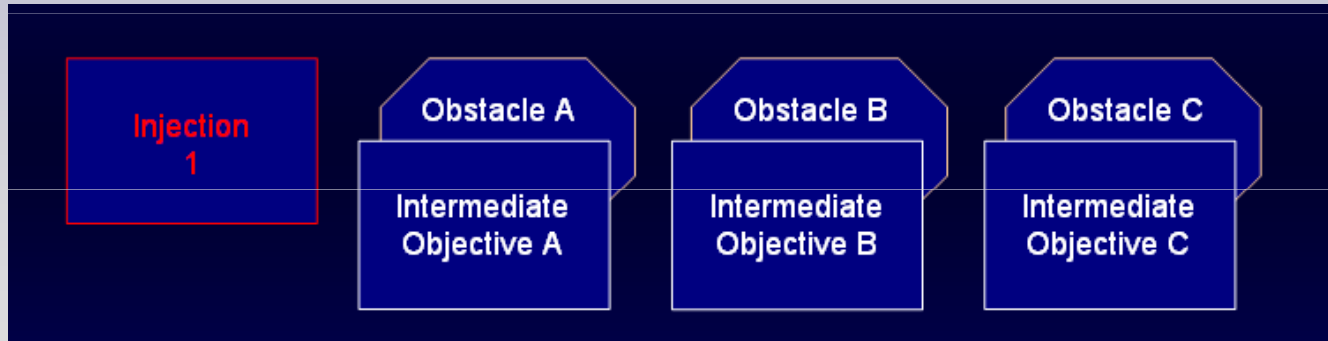 Injection
1
Obstacle A
Intermediate
Objective A
Obstacle B
Intermediate
Objective B
Obstacle C
Intermediate
Objective C